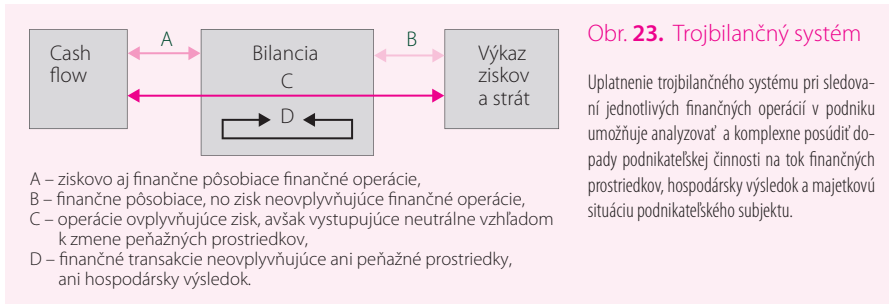 Cash
flow
A
Bilancia
C
D
B
Výkaz
ziskov
a strát
A – ziskovo aj finančne pôsobiace finančné operácie,
B – finančne pôsobiace, no zisk neovplyvňujúce finančné operácie,
C – operácie ovplyvňujúce zisk, avšak vystupujúce neutrálne vzhľadom
k zmene peňažných prostriedkov,
D – finančné transakcie neovplyvňujúce ani peňažné prostriedky,
ani hospodársky výsledok.
Obr. 23. Trojbilančný systém
Uplatnenie trojbilančného systému pri sledova-
ní jednotlivých finančných operácií v podniku
umožňuje analyzovať a komplexne posúdiť do-
pady podnikateľskej činnosti na tok finančných
prostriedkov, hospodársky výsledok a majetkovú
situáciu podnikateľského subjektu.